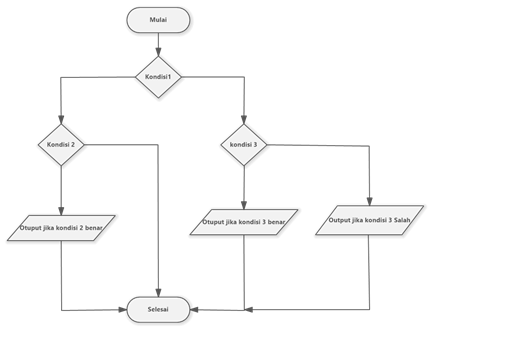 Mulai
Kondisi1
Kondisi 2
kondisi 3
Otuput jika kondisi 2 benar
Otuput jika kondisi 3 benar
Output jika kondisi 3 Salah
Selesai